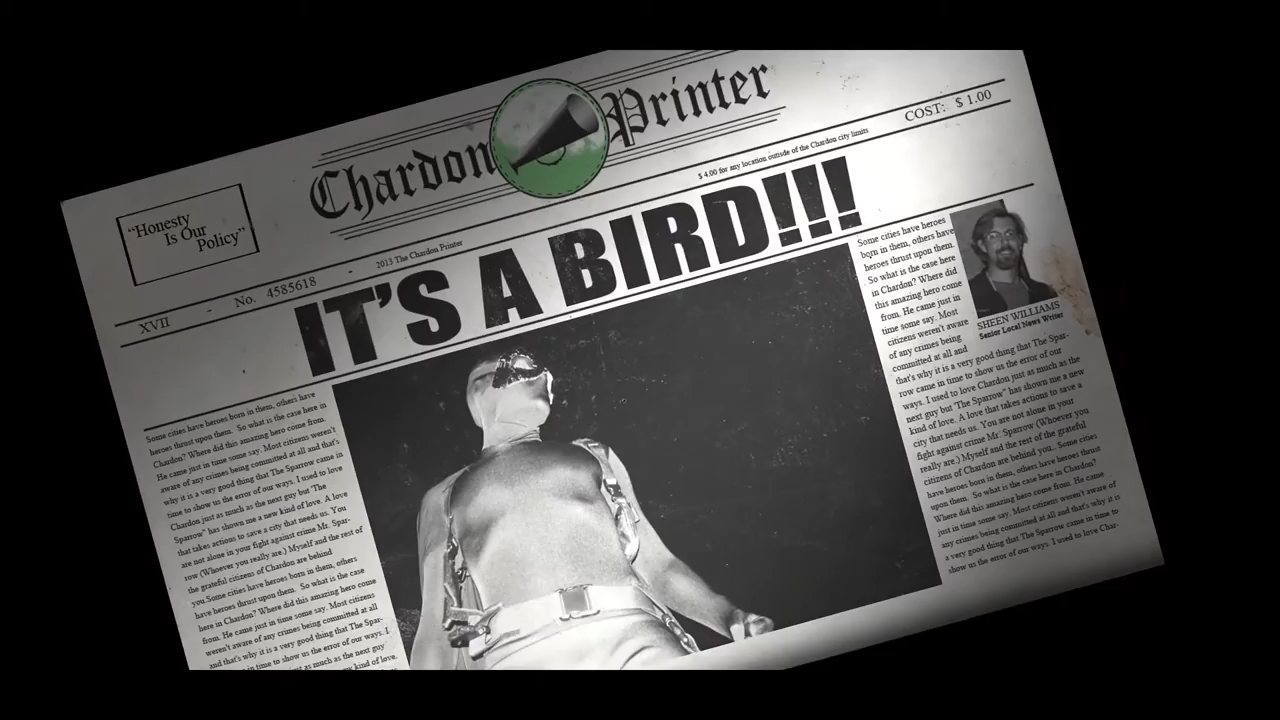 Chardon Printer
"Honesty
Is Our
Policy"
COST: $ 1.00
$ 4.00 for any location outisde of the Chardon city limits
XVII - No. 4585618 - 2013 The Chardon Printer
IT'S A BIRD!!!
Some cities have heroes born in them, others have
heroes thrust upon them. So what is the case here in
Chardon? Where did this amazing hero come from.
He came just in time some say. Most citizens weren't
aware of any crimes being committed at all and that's
why it is a very good thing that The Sparrow came in
time to show us the error of our ways. I used to love
Chardon just as much as the next guy but 'The
Sparrow" has shown me a new kind of love. A love
that takes actions to save a city that needs us. You
are not alone in your fight against crime Mr. Spar-
row (Whoever you really are.) Myself and the rest of
the grateful citizens of Chardon are behind
you.Some cities have heroes born in them, others
have heroes thrust upon them. So what is the case
here in Chardon? Where did this amazing hero come
from. He came just in time some say. Most citizens
weren't aware of any crimes being committed at all
and that's why it is a very good thing that The Spar-
in time to show us the error of our ways. I
as much as the next guy
kind of love.
Some cities have heroes
born in them, others have
heroes thrust upon them.
So what is the case here
in Chardon? Where did
this amazing hero come
from. He came just in
time some say. Most
citizens weren't aware
of any crimes being
committed at all and
that's why it is a very good thing that The Spar-
row came in time to show us the error of our
ways. I used to love Chardon just as much as the
next guy but 'The Sparrow" has shown me a new
kind of love. A love that takes actions to save a
city that needs us. You are not alone in your
fight against crime Mr. Sparrow (Whoever you
really are.) Myself and the rest of the grateful
citizens of Chardon are behind you. Some cities
have heroes born in them, others have heroes thrust
upon them. So what is the case here in Chardon?
Where did this amazing hero come from. He came
just in time some say. Most citizens weren't aware of
any crimes being committed at all and that's why it is
a very good thing that The Sparrow came in time to
show us the error of our ways. I used to love Char-
SHEEN WILLIAMS
Senior Local News Writer